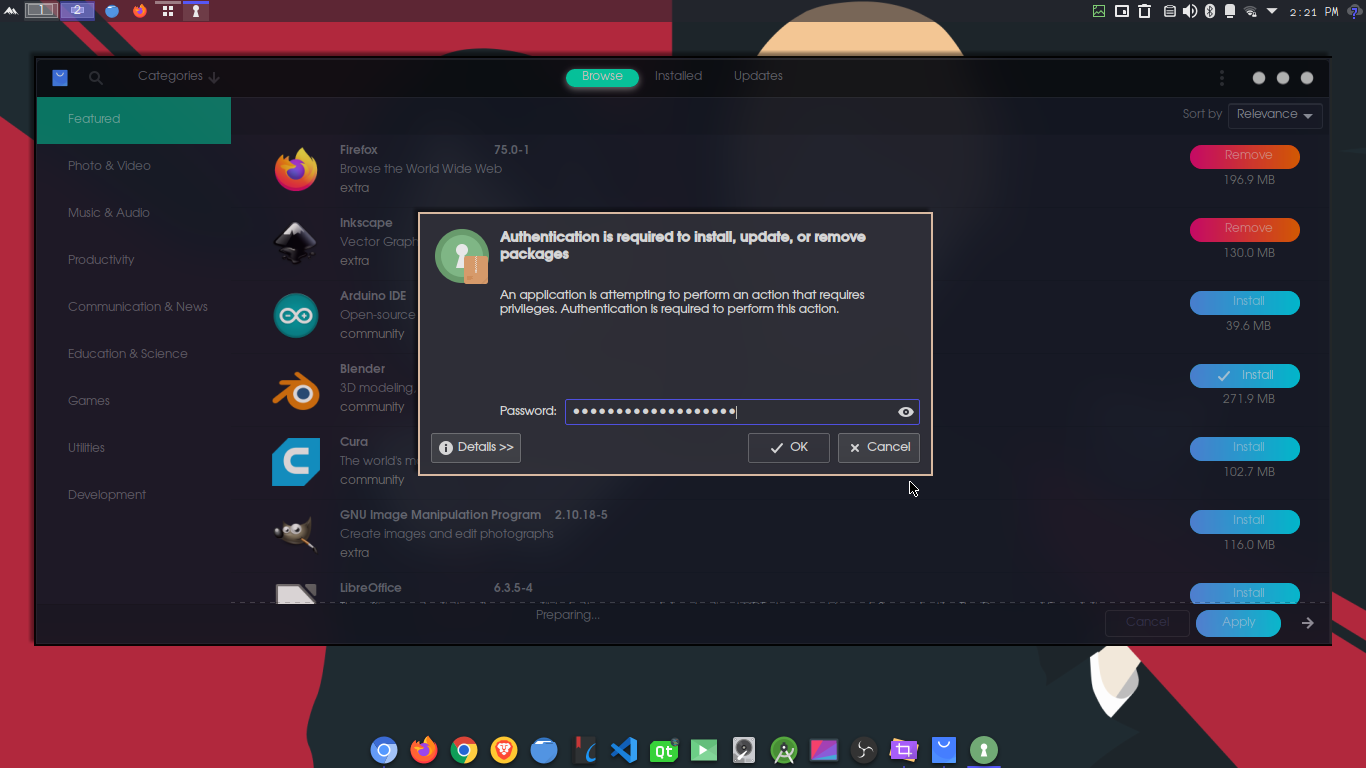 1
2
2:21 PM
Categories
Browse
Installed
Updates
Featured
Photo & Video
Music & Audio
Productivity
Communication & News
Education & Science
Games
Utilities
Development
Sort by
Relevance
Firefox 75.0-1
Browse the World Wide Web
extra
Remove
196.9 MB
Inkscape
Vector Graph
extra
Remove
130.0 MB
Arduino IDE
Open-source
community
Install
39.6 MB
Blender
3D modeling,
community
Install
271.9 MB
Cura
The world's m
community
Install
102.7 MB
GNU Image Manipulation Program 2.10.18-5
Create images and edit photographs
extra
Install
116.0 MB
LibreOffice 6.3.5-4
Install
Authentication is required to install, update, or remove
packages
An application is attempting to perform an action that requires
privileges. Authentication is required to perform this action.
Password:
Details >>
OK
Cancel
Preparing...
Cancel
Apply
Qt